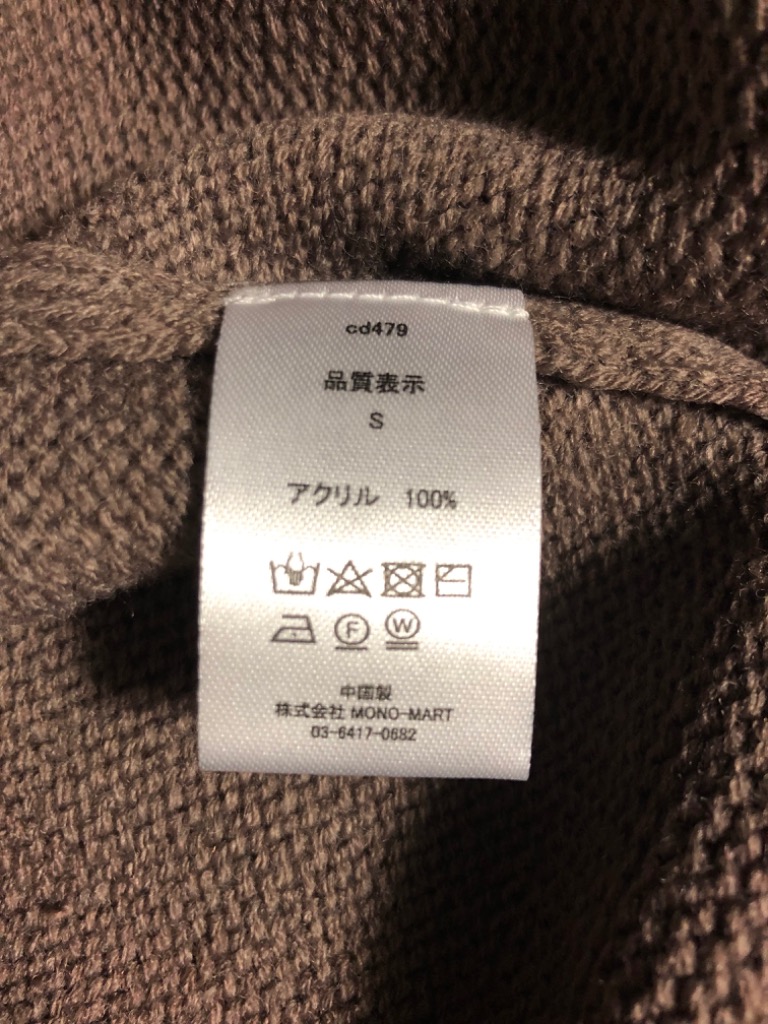 cd479
品質表示
S
アクリル 100%
F W
中国製
株式会社 MONO-MART
03-6417-0682